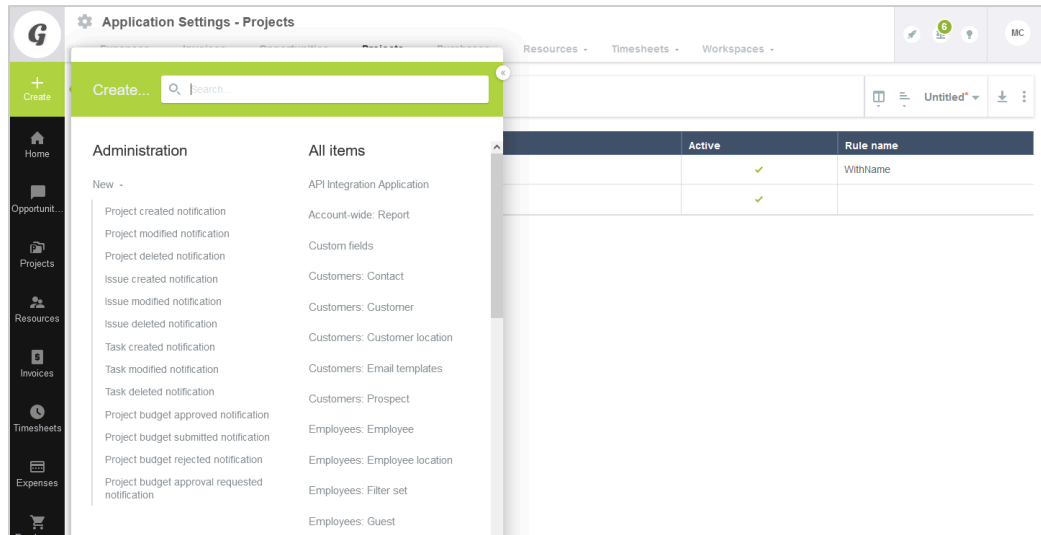 G
Application Settings - Projects
6
MC
Projects
Resources
Timesheets
Workspaces
Create
Create...
Search...
Untitled*
Home
Opportunit...
Projects
Resources
Invoices
Timesheets
Expenses
Administration
New
Project created notification
Project modified notification
Project deleted notification
Issue created notification
Issue modified notification
Issue deleted notification
Task created notification
Task modified notification
Task deleted notification
Project budget approved notification
Project budget submitted notification
Project budget rejected notification
Project budget approval requested
notification
All items
API Integration Application
Account-wide: Report
Custom fields
Customers: Contact
Customers: Customer
Customers: Customer location
Customers: Email templates
Customers: Prospect
Employees: Employee
Employees: Employee location
Employees: Filter set
Employees: Guest
Active
Rule name
WithName